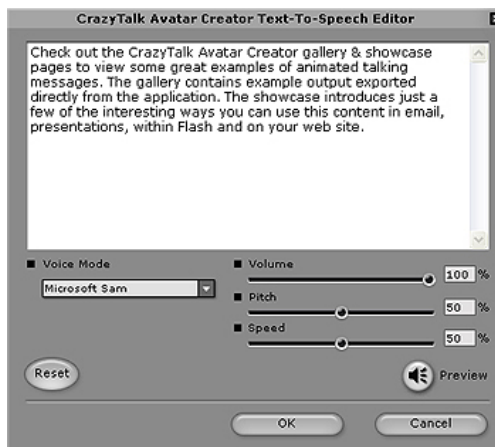 CrazyTalk Avatar Creator Text-To-Speech Editor
Check out the CrazyTalk Avatar Creator gallery & showcase
pages to view some great examples of animated talking
messages. The gallery contains example output exported
directly from the application. The showcase introduces just a
few of the interesting ways you can use this content in email,
presentations, within Flash and on your web site.
Voice Mode
Microsoft Sam
Volume
100 %
Pitch
50 %
Speed
50 %
Reset
Preview
OK
Cancel